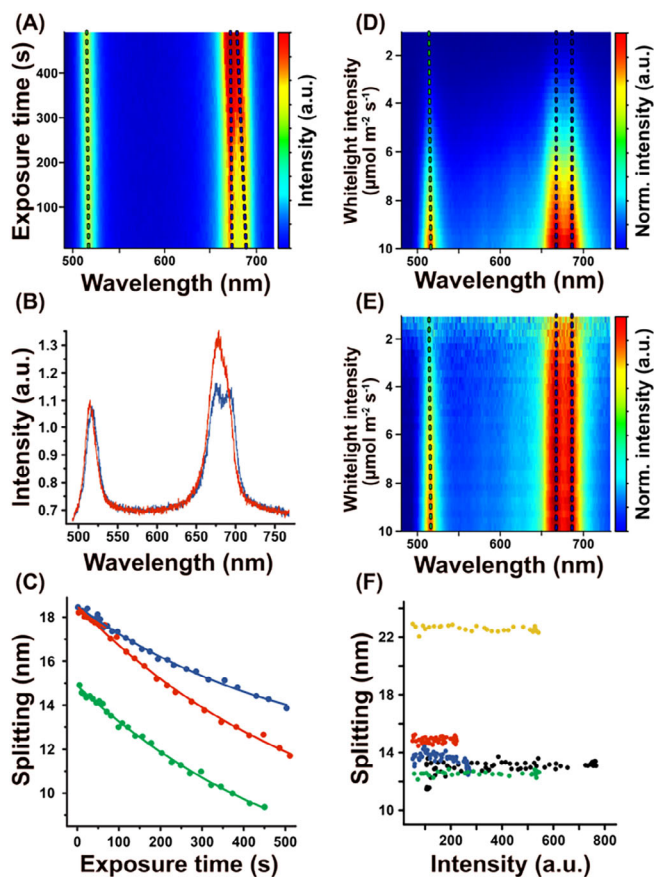 (A)
Exposure time (s)
400
300
200
100
500 600 700
Wavelength (nm)
Intensity (a.u.)
(D)
Whitelight intensity
(µmol m⁻² s⁻¹)
2
4
6
8
10
500 600 700
Wavelength (nm)
Norm. intensity (a.u.)
(B)
Intensity (a.u.)
1.3
1.2
1.1
1.0
0.9
0.8
0.7
500 550 600 650 700 750
Wavelength (nm)
(E)
Whitelight intensity
(µmol m⁻² s⁻¹)
2
4
6
8
10
500 600 700
Wavelength (nm)
Norm. intensity (a.u.)
(C)
Splitting (nm)
18
16
14
12
10
0 100 200 300 400 500
Exposure time (s)
(F)
Splitting (nm)
22
18
14
10
200 400 600 800
Intensity (a.u.)